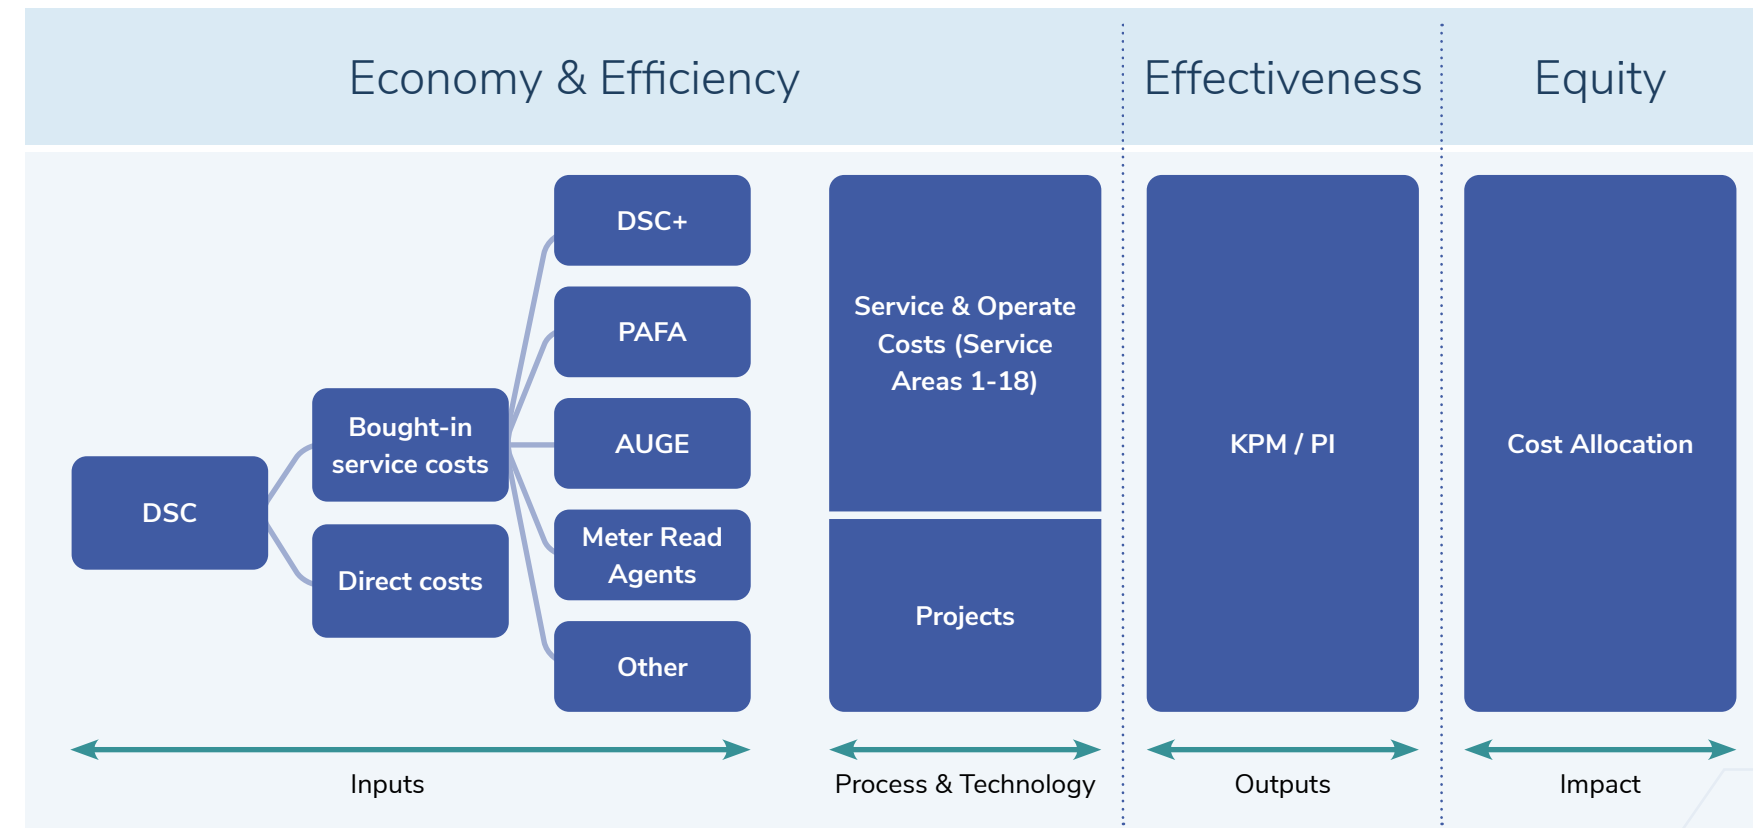 Economy & Efficiency
Effectiveness
Equity
DSC
Bought-in
service costs
Direct costs
DSC+
PAFA
AUGE
Meter Read
Agents
Other
Service & Operate
Costs (Service
Areas 1-18)
Projects
KPM / PI
Cost Allocation
Inputs
Process & Technology
Outputs
Impact